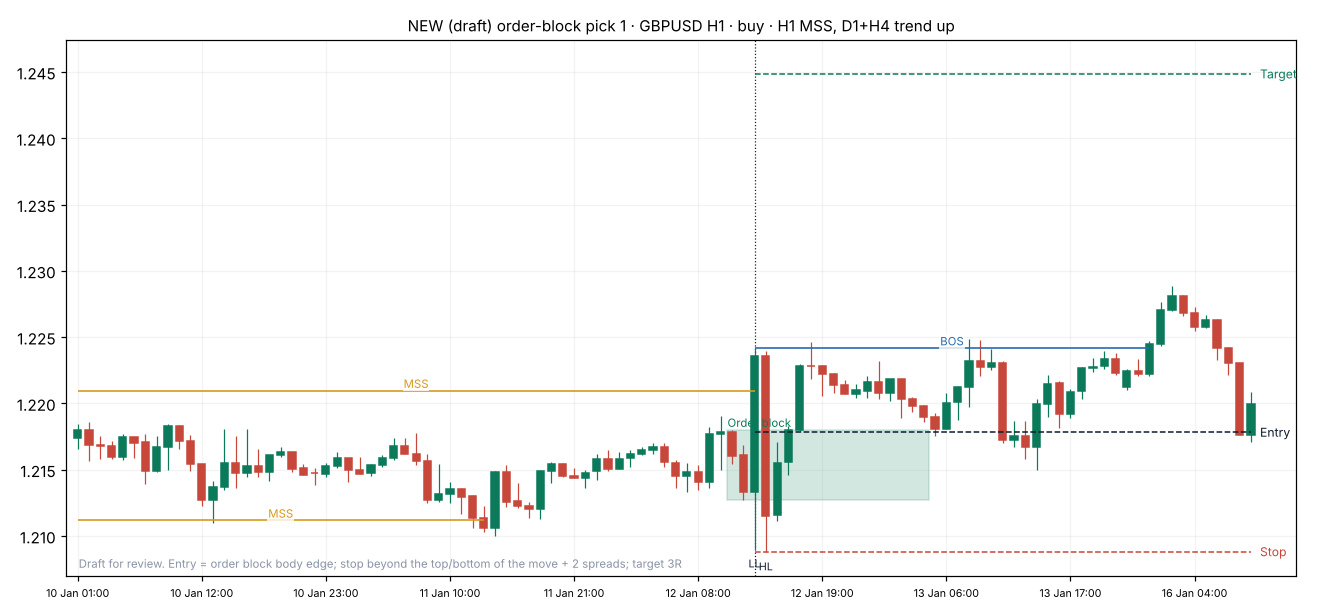 NEW (draft) order-block pick 1 · GBPUSD H1 · buy · H1 MSS, D1+H4 trend up
1.245
Target
1.240
1.235
1.230
1.225
BOS
MSS
1.220
Order block
Entry
1.215
MSS
1.210
Stop
Draft for review. Entry = order block body edge; stop beyond the top/bottom of the move + 2 spreads; target 3R
LL
HL
10 Jan 01:00
10 Jan 12:00
10 Jan 23:00
11 Jan 10:00
11 Jan 21:00
12 Jan 08:00
12 Jan 19:00
13 Jan 06:00
13 Jan 17:00
16 Jan 04:00